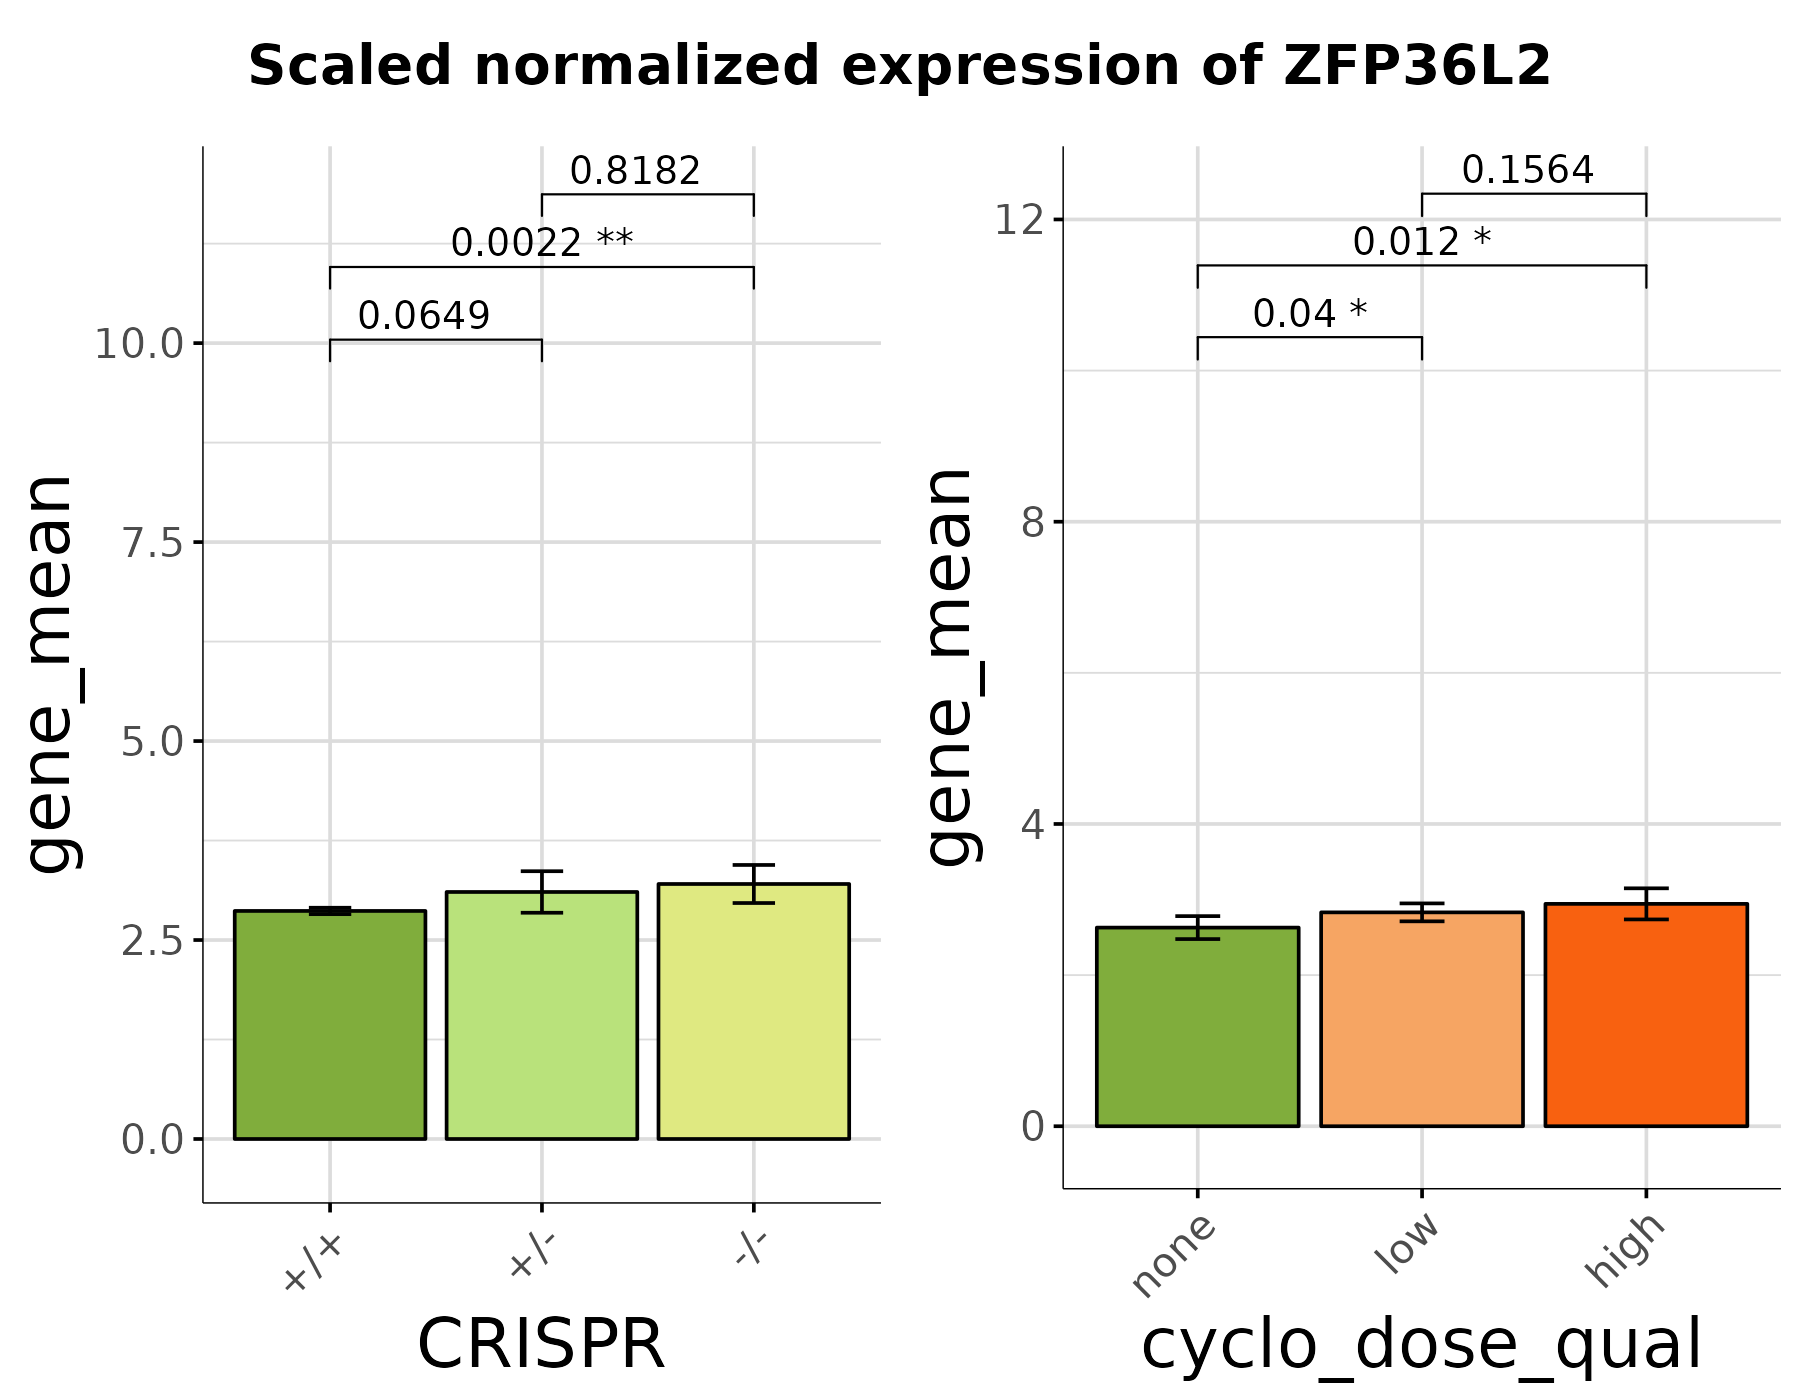 Scaled normalized expression of ZFP36L2
gene_mean
10.0
7.5
5.0
2.5
0.0
0.8182
0.0022 **
0.0649
+/+
+/-
-/-
CRISPR
gene_mean
12
8
4
0
0.1564
0.012 *
0.04 *
none
low
high
cyclo_dose_qual